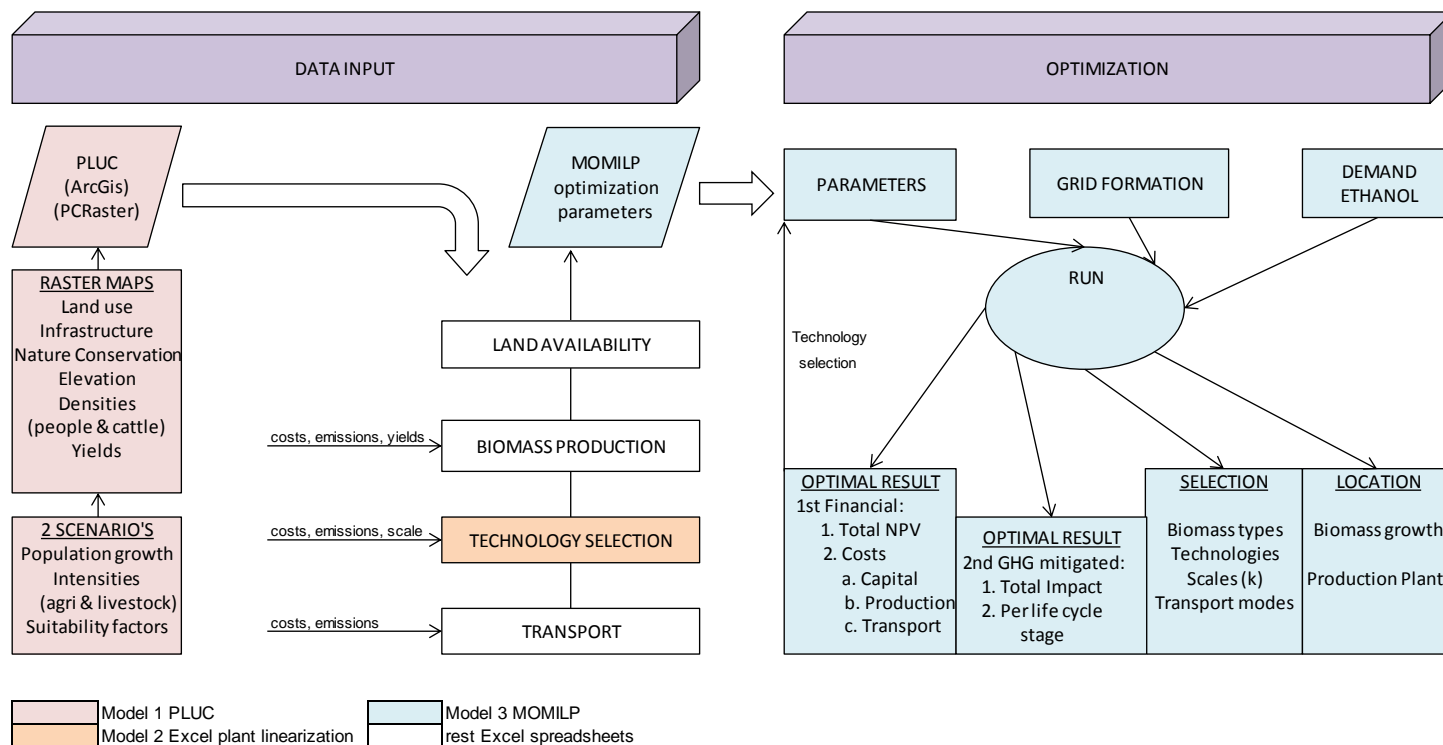 DATA INPUT
OPTIMIZATION
PLUC
(ArcGis)
(PCRaster)
MOMILP
optimization
parameters
RASTER MAPS
Land use
Infrastructure
Nature Conservation
Elevation
Densities
(people & cattle)
Yields
2 SCENARIO'S
Population growth
Intensities
(agri & livestock)
Suitability factors
LAND AVAILABILITY
costs, emissions, yields
BIOMASS PRODUCTION
costs, emissions, scale
TECHNOLOGY SELECTION
costs, emissions
TRANSPORT
PARAMETERS
GRID FORMATION
DEMAND
ETHANOL
RUN
Technology
selection
OPTIMAL RESULT
1st Financial:
1. Total NPV
2. Costs
a. Capital
b. Production
c. Transport
OPTIMAL RESULT
2nd GHG mitigated:
1. Total Impact
2. Per life cycle
stage
SELECTION
Biomass types
Technologies
Scales (k)
Transport modes
LOCATION
Biomass growth
Production Plant
Model 1 PLUC
Model 2 Excel plant linearization
Model 3 MOMILP
rest Excel spreadsheets